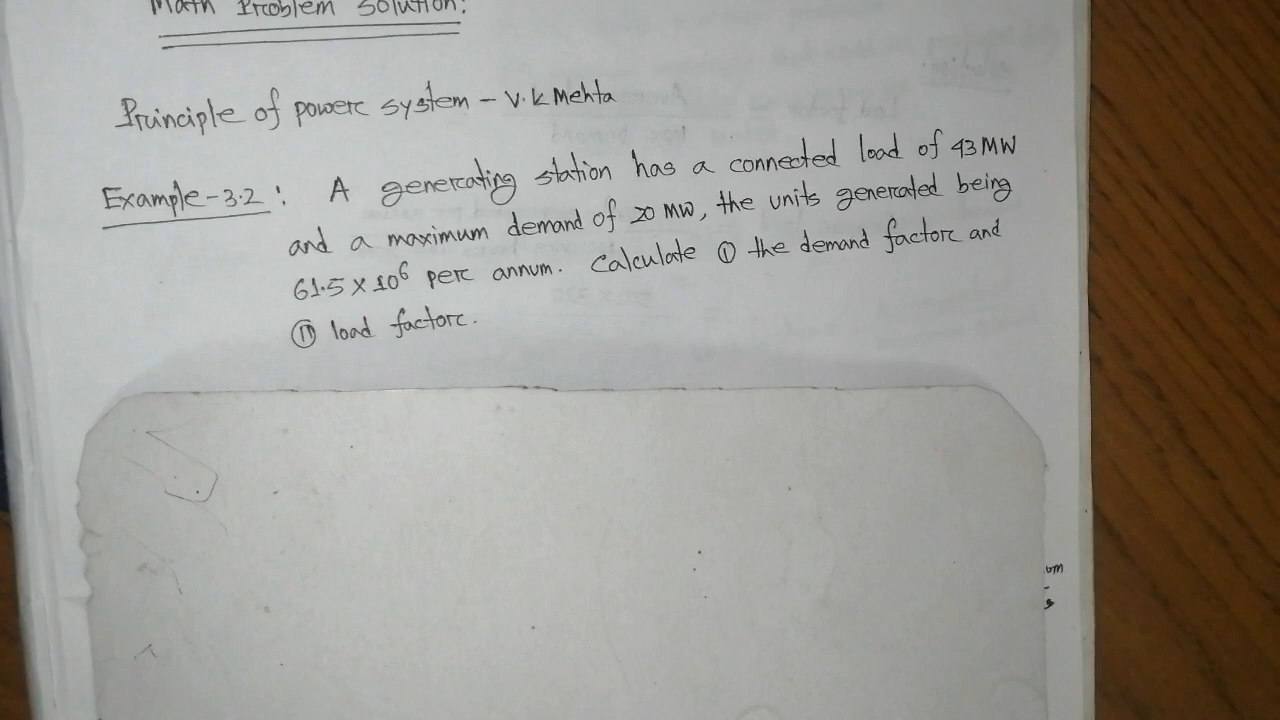 Math Problem Solution:
Principle of power system - V.K Mehta
Example-3.2: A generating station has a connected load of 43 MW
and a maximum demand of 20 MW, the units generated being
61.5 x 10⁶ per annum. Calculate ① the demand factor and
ⓘⓘ load factor.
om